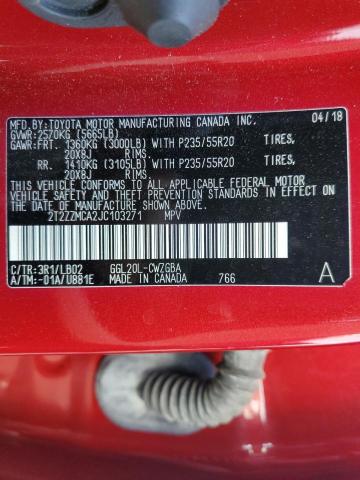 MFD.BY:TOYOTA MOTOR MANUFACTURING CANADA INC. 04/18
GVWR:2570KG (5665LB)
GAWR:FRT. 1360KG (3000LB) WITH P235/55R20 TIRES,
20X8J RIMS.
RR. 1410KG (3105LB) WITH P235/55R20 TIRES,
20X8J RIMS.
THIS VEHICLE CONFORMS TO ALL APPLICABLE FEDERAL MOTOR
VEHICLE SAFETY AND THEFT PREVENTION STANDARDS IN EFFECT
ON THE DATE OF MANUFACTURE SHOWN ABOVE.
2T2ZZMCA2JC103271 MPV
C/TR:3R1/LB02 GGL20L-CWZGBA
A/TM:-01A/U881E MADE IN CANADA 766 A